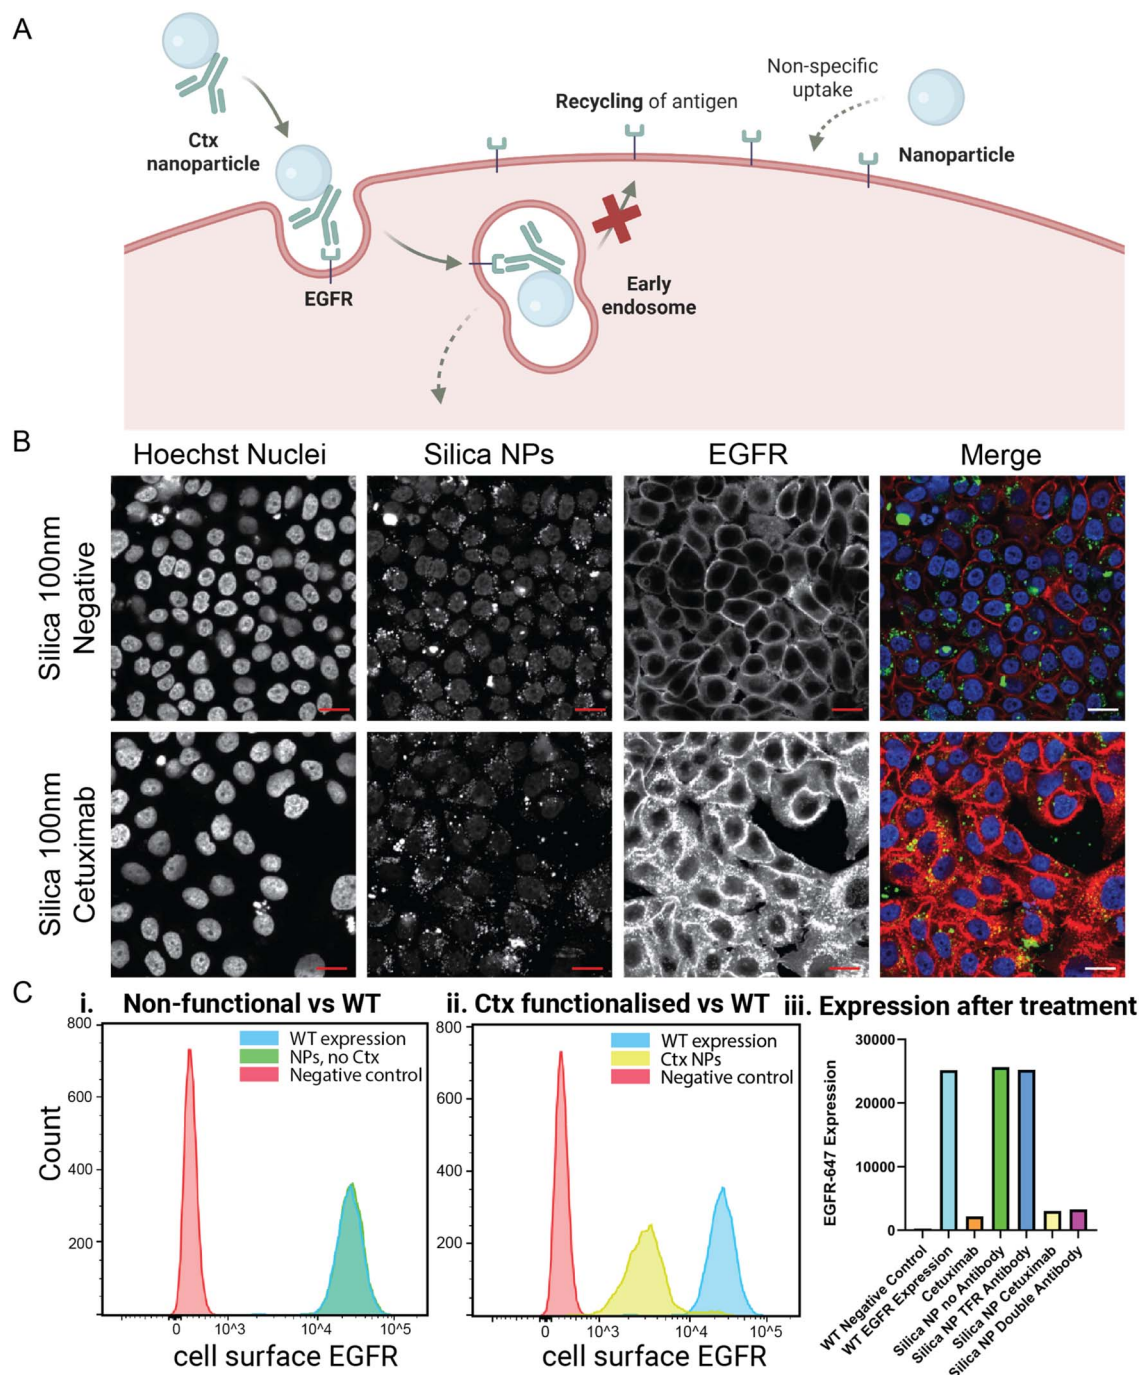 A
Ctx
nanoparticle
EGFR
Recycling of antigen
Early
endosome
Non-specific
uptake
Nanoparticle
B
Hoechst Nuclei
Silica NPs
EGFR
Merge
Silica 100nm
Negative
Silica 100nm
Cetuximab
C
i. Non-functional vs WT
800
600
400
200
Count
WT expression
NPs, no Ctx
Negative control
0
10^3
10^4
10^5
cell surface EGFR
ii. Ctx functionalised vs WT
800
600
400
200
WT expression
Ctx NPs
Negative control
0
10^3
10^4
10^5
cell surface EGFR
iii. Expression after treatment
EGFR-647 Expression
30000
20000
10000
0
WT Negative Control
WT EGFR Expression
Cetuximab
Silica NP no Antibody
Silica NP TFR Antibody
Silica NP Cetuximab
Silica NP Double Antibody